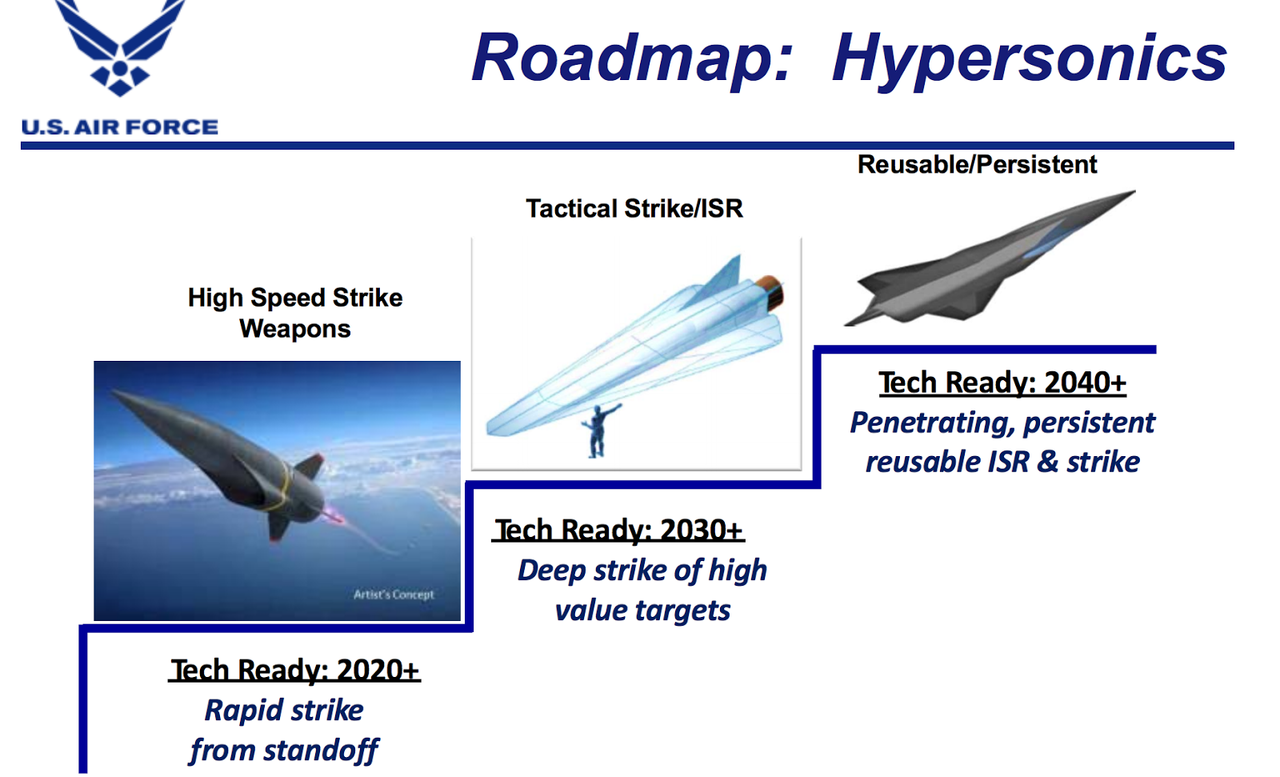 Roadmap: Hypersonics
U.S. AIR FORCE
High Speed Strike
Weapons
Artist's Concept
Tech Ready: 2020+
Rapid strike
from standoff
Tactical Strike/ISR
Tech Ready: 2030+
Deep strike of high
value targets
Reusable/Persistent
Tech Ready: 2040+
Penetrating, persistent
reusable ISR & strike